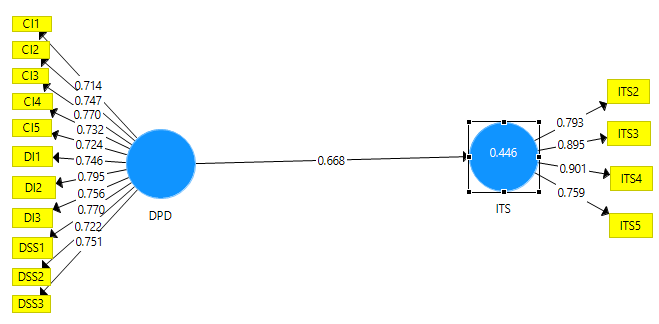 CI1
CI2
CI3
CI4
CI5
DI1
DI2
DI3
DSS1
DSS2
DSS3
0.714
0.747
0.770
0.732
0.724
0.746
0.795
0.756
0.770
0.722
0.751
DPD
0.668
0.446
ITS
0.793
0.895
0.901
0.759
ITS2
ITS3
ITS4
ITS5